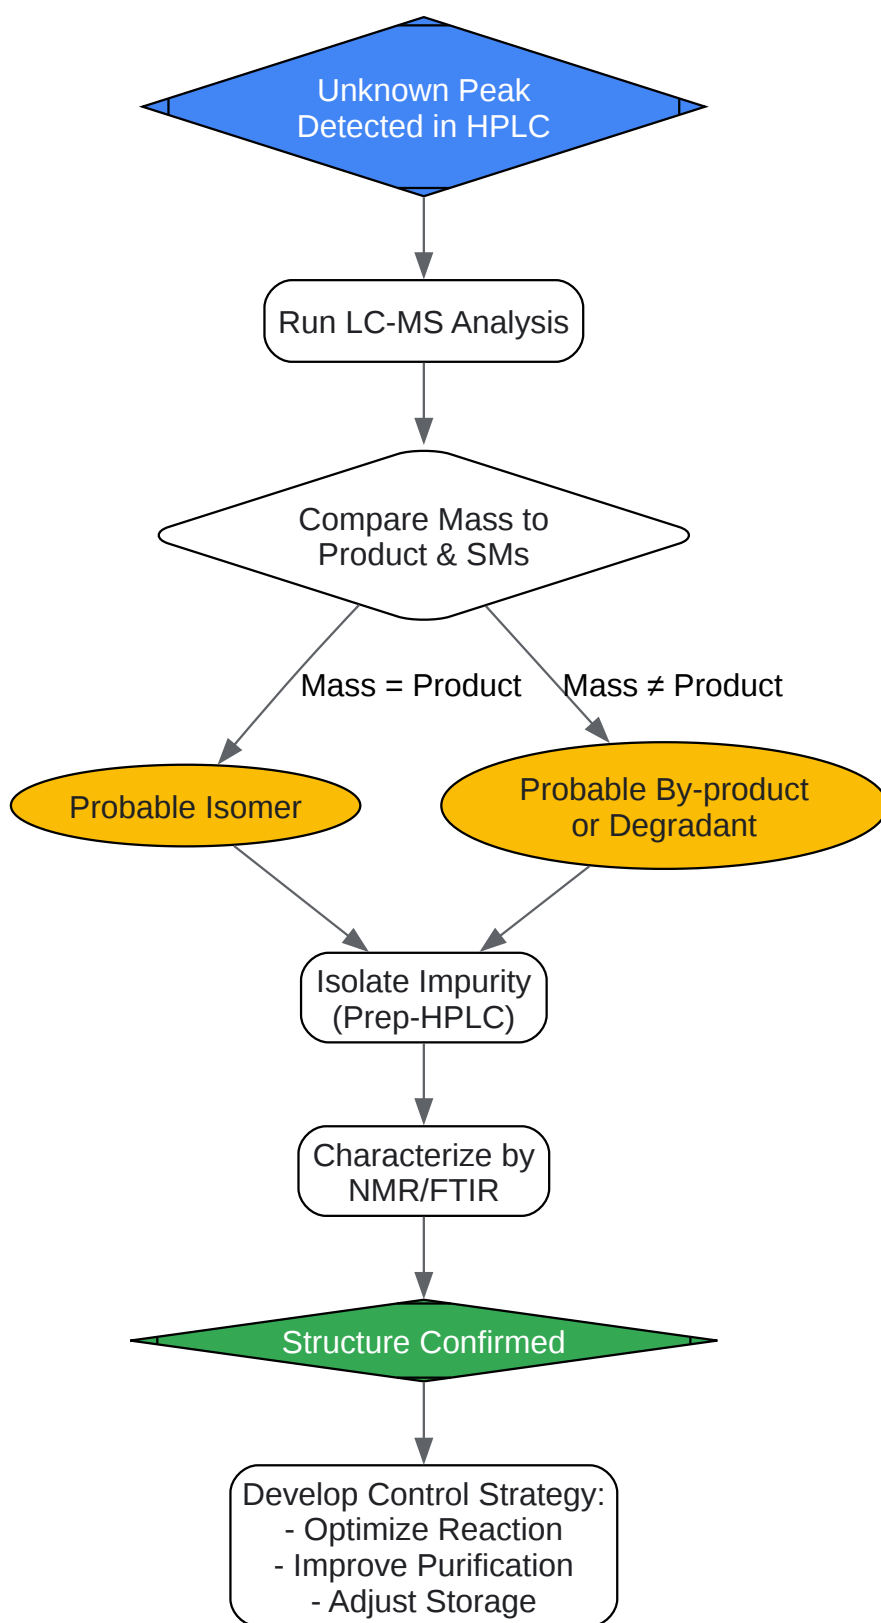 Unknown Peak
Detected in HPLC
Run LC-MS Analysis
Compare Mass to
Product & SMs
Mass = Product
Mass ≠ Product
Probable Isomer
Probable By-product
or Degradant
Isolate Impurity
(Prep-HPLC)
Characterize by
NMR/FTIR
Structure Confirmed
Develop Control Strategy:
- Optimize Reaction
- Improve Purification
- Adjust Storage